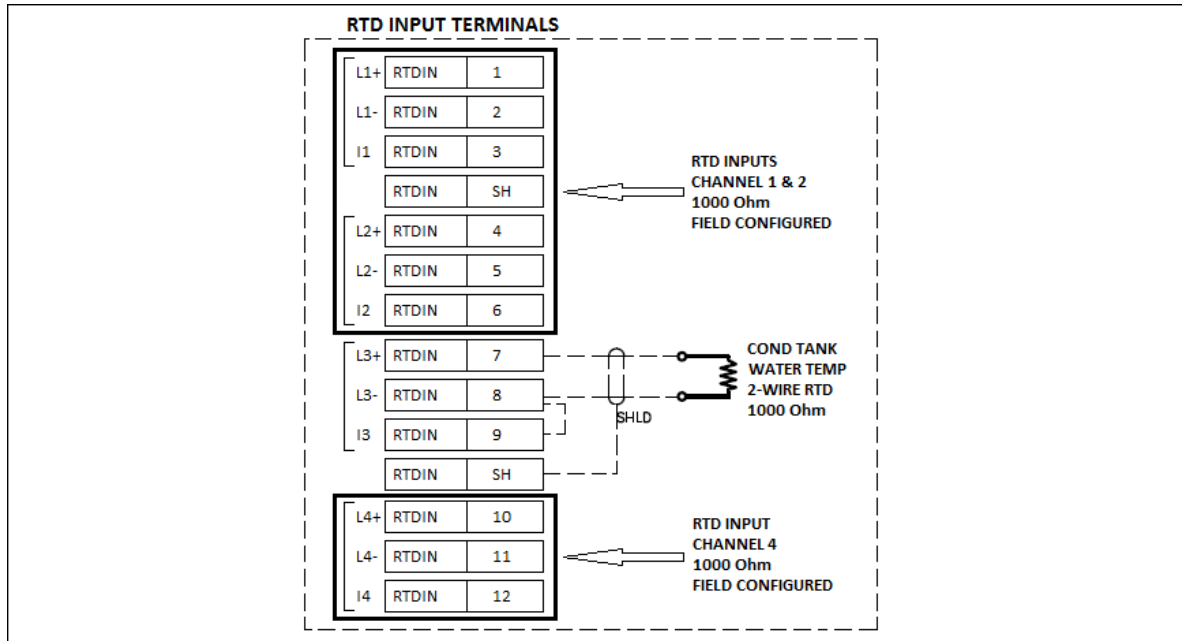 RTD INPUT TERMINALS
L1+ RTDIN 1
L1- RTDIN 2
I1 RTDIN 3
RTDIN SH
L2+ RTDIN 4
L2- RTDIN 5
I2 RTDIN 6
RTD INPUTS
CHANNEL 1 & 2
1000 Ohm
FIELD CONFIGURED
L3+ RTDIN 7
L3- RTDIN 8
I3 RTDIN 9
RTDIN SH
SHLD
COND TANK
WATER TEMP
2-WIRE RTD
1000 Ohm
L4+ RTDIN 10
L4- RTDIN 11
I4 RTDIN 12
RTD INPUT
CHANNEL 4
1000 Ohm
FIELD CONFIGURED